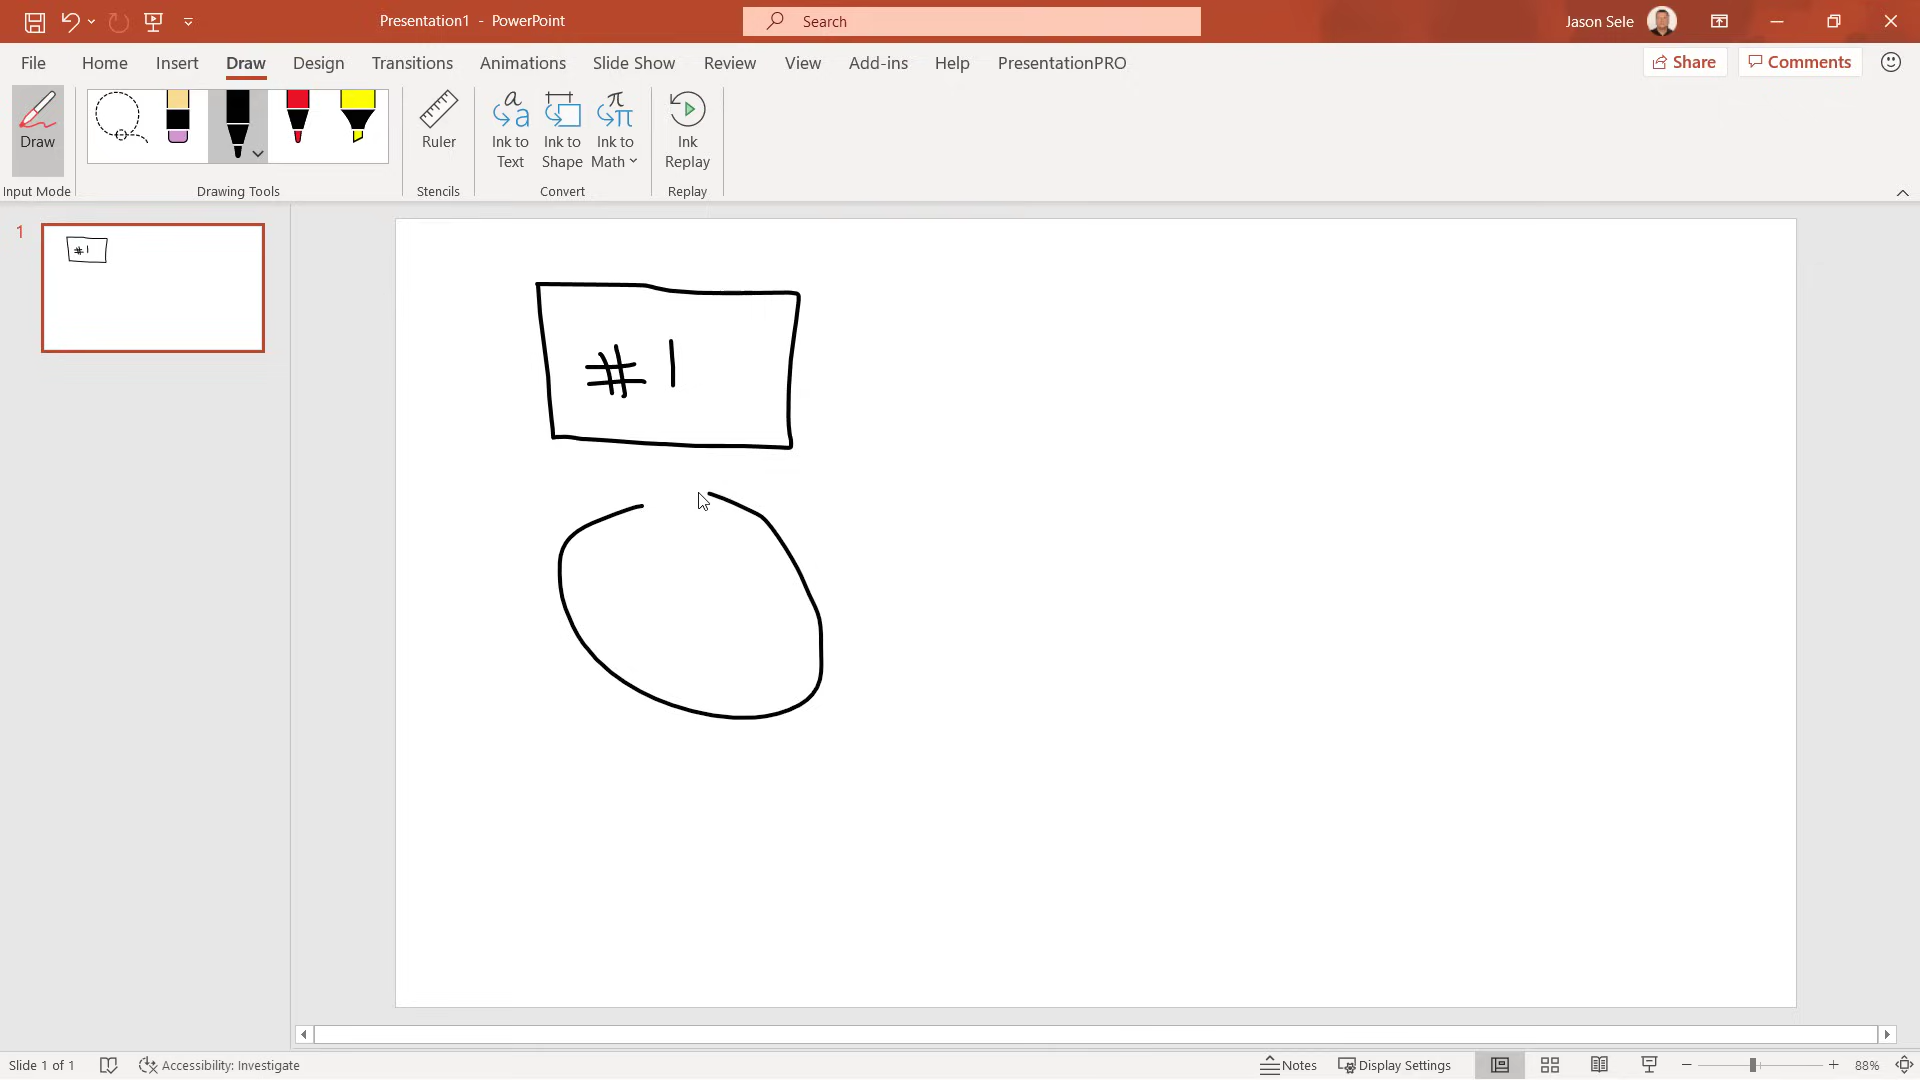 Presentation1 - PowerPoint
Search
Jason Sele
File Home Insert Draw Design Transitions Animations Slide Show Review View Add-ins Help PresentationPRO
Share
Comments
Draw
Ruler
Ink to Text
Ink to Shape
Ink to Math
Ink Replay
Input Mode
Drawing Tools
Stencils
Convert
Replay
1
#1
#1
Slide 1 of 1
Accessibility: Investigate
Notes
Display Settings
88%